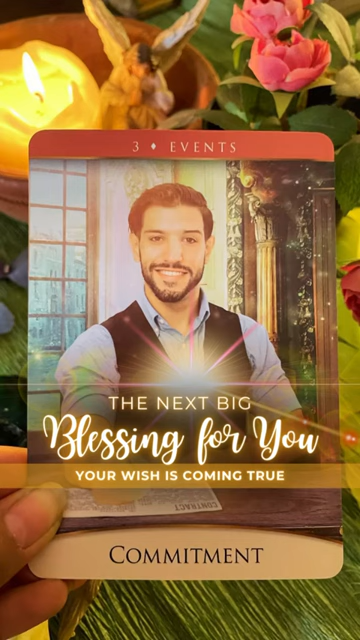 3 ♦ EVENTS
THE NEXT BIG
Blessing for You
YOUR WISH IS COMING TRUE
CONTRACT
COMMITMENT